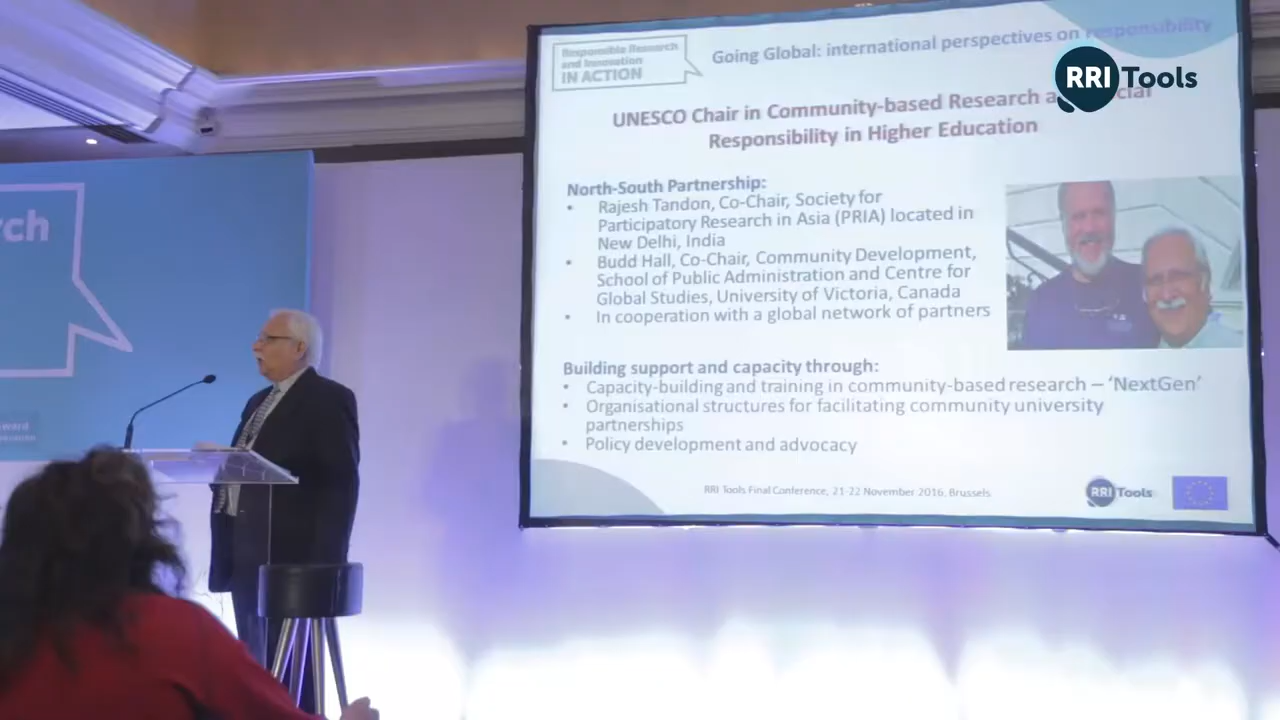 rch
ward
Responsible Research
and Innovation
IN ACTION
Going Global: international perspectives on responsibility
RRI Tools
UNESCO Chair in Community-based Research
Responsibility in Higher Education
North-South Partnership:
• Rajesh Tandon, Co-Chair, Society for
Participatory Research in Asia (PRIA) located in
New Delhi, India
• Budd Hall, Co-Chair, Community Development,
School of Public Administration and Centre for
Global Studies, University of Victoria, Canada
• In cooperation with a global network of partners
Building support and capacity through:
• Capacity-building and training in community-based research – ‘NextGen’
• Organisational structures for facilitating community university
partnerships
• Policy development and advocacy
RRI Tools Final Conference, 21-22 November 2016, Brussels
RRI Tools